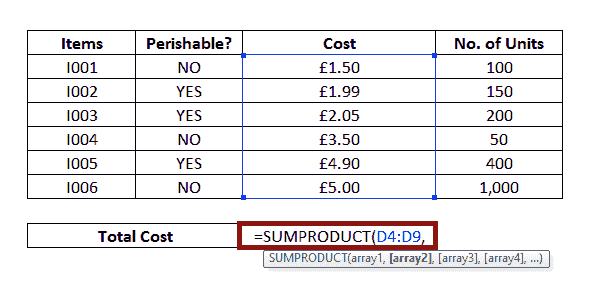 Items Perishable? Cost No. of Units
I001 NO £1.50 100
I002 YES £1.99 150
I003 YES £2.05 200
I004 NO £3.50 50
I005 YES £4.90 400
I006 NO £5.00 1,000
Total Cost =SUMPRODUCT(D4:D9,
SUMPRODUCT(array1, [array2], [array3], [array4], ...)